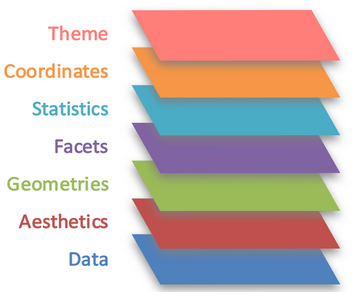 Theme
Coordinates
Statistics
Facets
Geometries
Aesthetics
Data